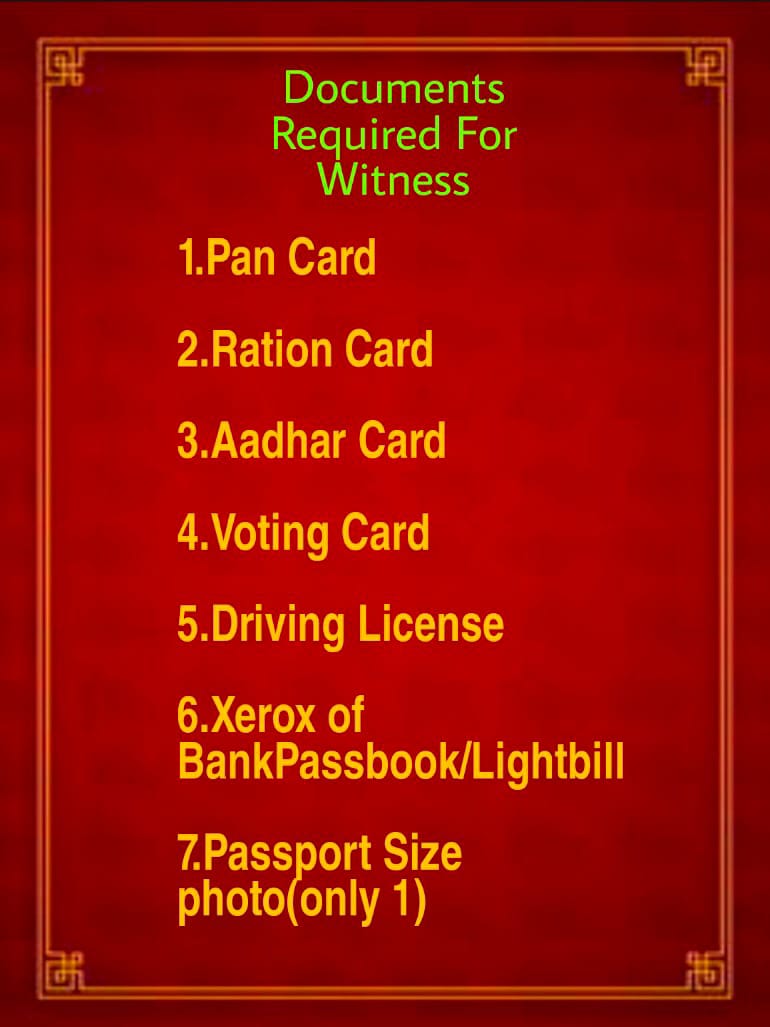 Documents
Required For
Witness
1.Pan Card
2.Ration Card
3.Aadhar Card
4.Voting Card
5.Driving License
6.Xerox of
BankPassbook/Lightbill
7.Passport Size
photo(only 1)